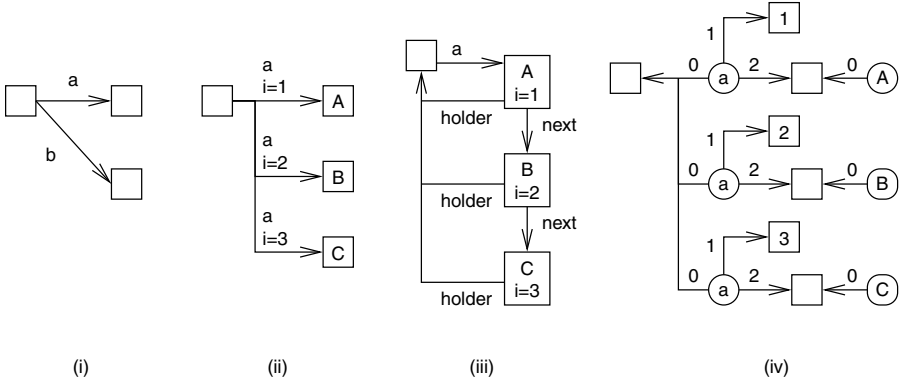 a
b
(i)
a
i=1
A
a
i=2
B
a
i=3
C
(ii)
a
A
i=1
holder
next
B
i=2
holder
next
C
i=3
holder
(iii)
1
1
0
a
2
0
A
1
2
0
a
2
0
B
1
3
0
a
2
0
C
(iv)